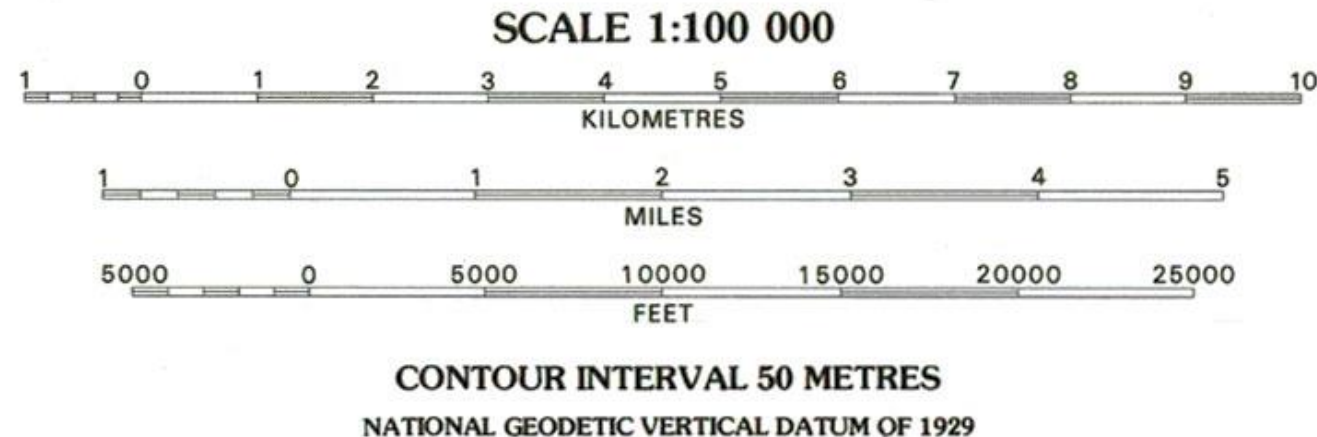 SCALE 1:100 000
1 0 1 2 3 4 5 6 7 8 9 10
KILOMETRES
1 0 1 2 3 4 5
MILES
5000 0 5000 10000 15000 20000 25000
FEET
CONTOUR INTERVAL 50 METRES
NATIONAL GEODETIC VERTICAL DATUM OF 1929